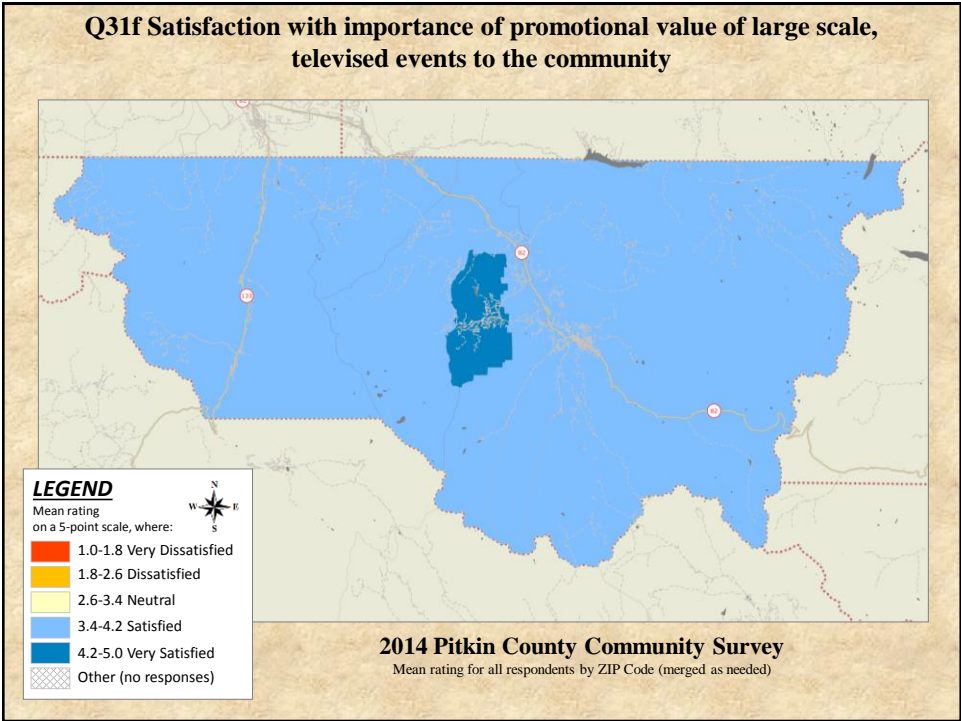 Q31f Satisfaction with importance of promotional value of large scale,
televised events to the community
82
133
82
LEGEND
Mean rating
on a 5-point scale, where:
N
W E
S
1.0-1.8 Very Dissatisfied
1.8-2.6 Dissatisfied
2.6-3.4 Neutral
3.4-4.2 Satisfied
4.2-5.0 Very Satisfied
Other (no responses)
2014 Pitkin County Community Survey
Mean rating for all respondents by ZIP Code (merged as needed)